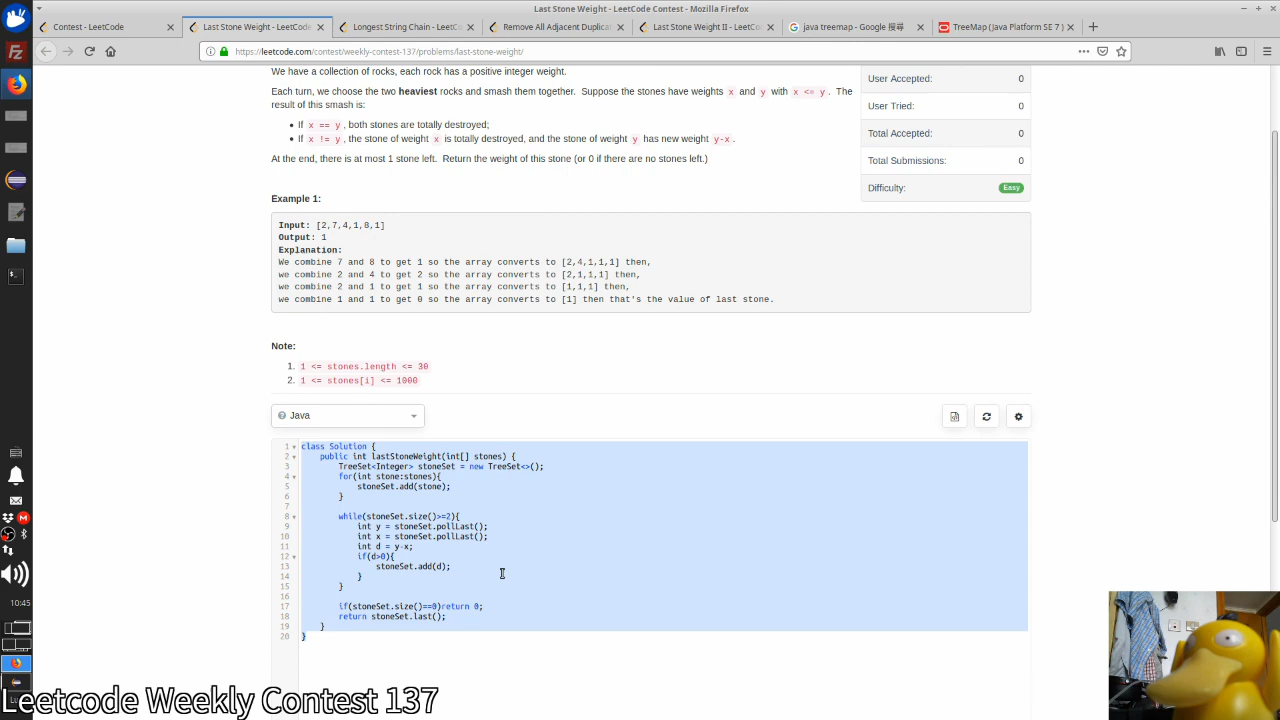 Last Stone Weight - LeetCode Contest - Mozilla Firefox
Contest - LeetCode
Last Stone Weight - LeetCode
Longest String Chain - LeetCo
Remove All Adjacent Duplicat
Last Stone Weight II - LeetCo
java treemap - Google 搜尋
TreeMap (Java Platform SE 7 )
https://leetcode.com/contest/weekly-contest-137/problems/last-stone-weight/
We have a collection of rocks, each rock has a positive integer weight.
Each turn, we choose the two heaviest rocks and smash them together. Suppose the stones have weights x and y with x <= y. The
result of this smash is:
• If x == y, both stones are totally destroyed;
• If x != y, the stone of weight x is totally destroyed, and the stone of weight y has new weight y-x.
At the end, there is at most 1 stone left. Return the weight of this stone (or 0 if there are no stones left.)
User Accepted: 0
User Tried: 0
Total Accepted: 0
Total Submissions: 0
Difficulty: Easy
Example 1:
Input: [2,7,4,1,8,1]
Output: 1
Explanation:
We combine 7 and 8 to get 1 so the array converts to [2,4,1,1,1] then,
we combine 2 and 4 to get 2 so the array converts to [2,1,1,1] then,
we combine 2 and 1 to get 1 so the array converts to [1,1,1] then,
we combine 1 and 1 to get 0 so the array converts to [1] then that's the value of last stone.
Note:
1. 1 <= stones.length <= 30
2. 1 <= stones[i] <= 1000
Java
1 class Solution {
2 public int lastStoneWeight(int[] stones) {
3 TreeSet<Integer> stoneSet = new TreeSet<>();
4 for(int stone:stones){
5 stoneSet.add(stone);
6 }
7
8 while(stoneSet.size()>=2){
9 int y = stoneSet.pollLast();
10 int x = stoneSet.pollLast();
11 int d = y-x;
12 if(d>0){
13 stoneSet.add(d);
14 }
15 }
16
17 if(stoneSet.size()==0)return 0;
18 return stoneSet.last();
19 }
20 }
10:45
Leetcode Weekly Contest 137